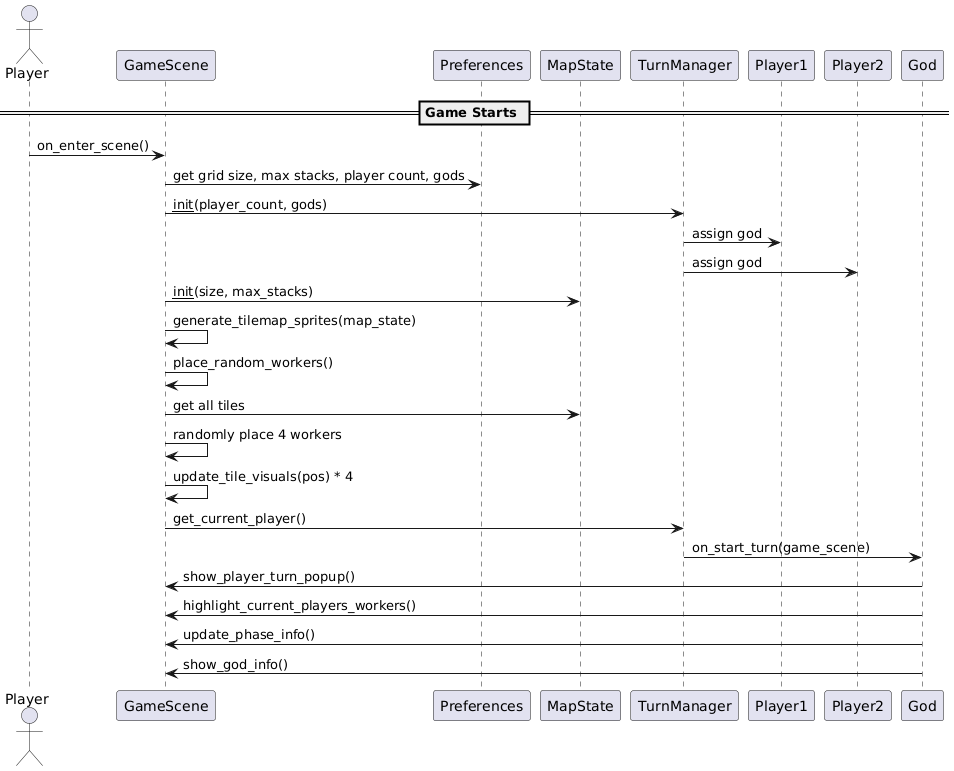 Player
GameScene
Preferences
MapState
TurnManager
Player1
Player2
God
Game Starts
on_enter_scene()
get grid size, max stacks, player count, gods
init(player_count, gods)
assign god
assign god
init(size, max_stacks)
generate_tilemap_sprites(map_state)
place_random_workers()
get all tiles
randomly place 4 workers
update_tile_visuals(pos) * 4
get_current_player()
on_start_turn(game_scene)
show_player_turn_popup()
highlight_current_players_workers()
update_phase_info()
show_god_info()
Player
GameScene
Preferences
MapState
TurnManager
Player1
Player2
God